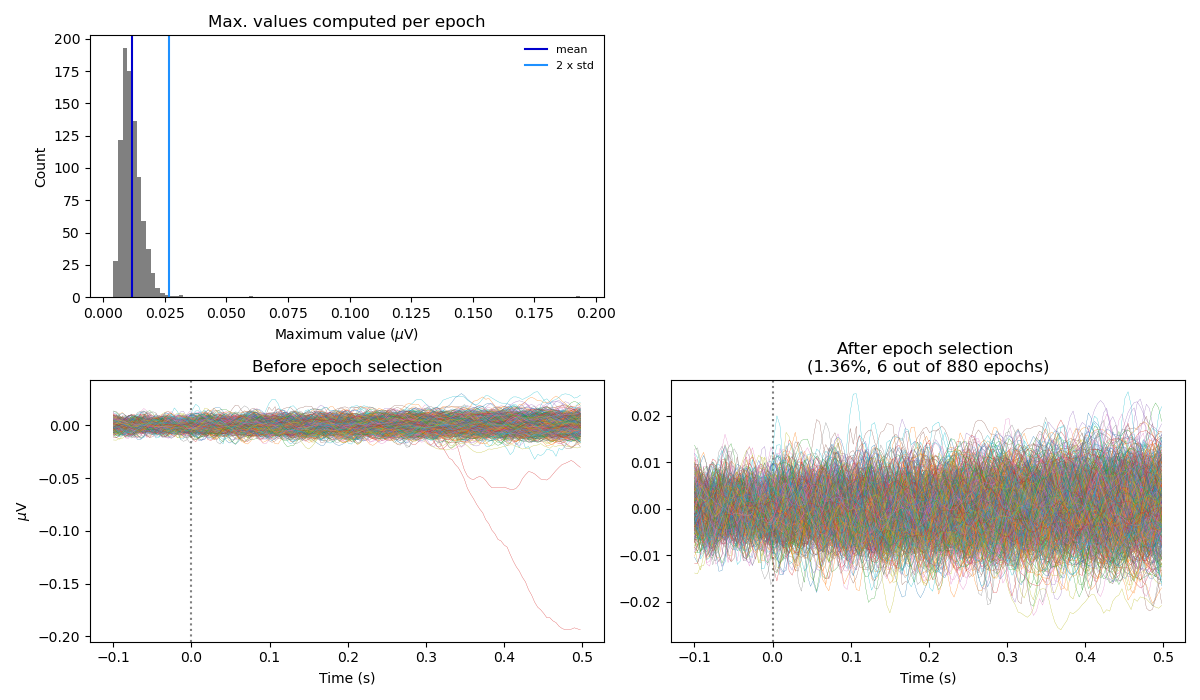 Max. values computed per epoch
200
175
150
125
100
75
50
25
0
Count
mean
2 x std
0.000 0.025 0.050 0.075 0.100 0.125 0.150 0.175 0.200
Maximum value (μV)
Before epoch selection
0.00
−0.05
−0.10
−0.15
−0.20
μV
−0.1 0.0 0.1 0.2 0.3 0.4 0.5
Time (s)
After epoch selection
(1.36%, 6 out of 880 epochs)
0.02
0.01
0.00
−0.01
−0.02
−0.1 0.0 0.1 0.2 0.3 0.4 0.5
Time (s)